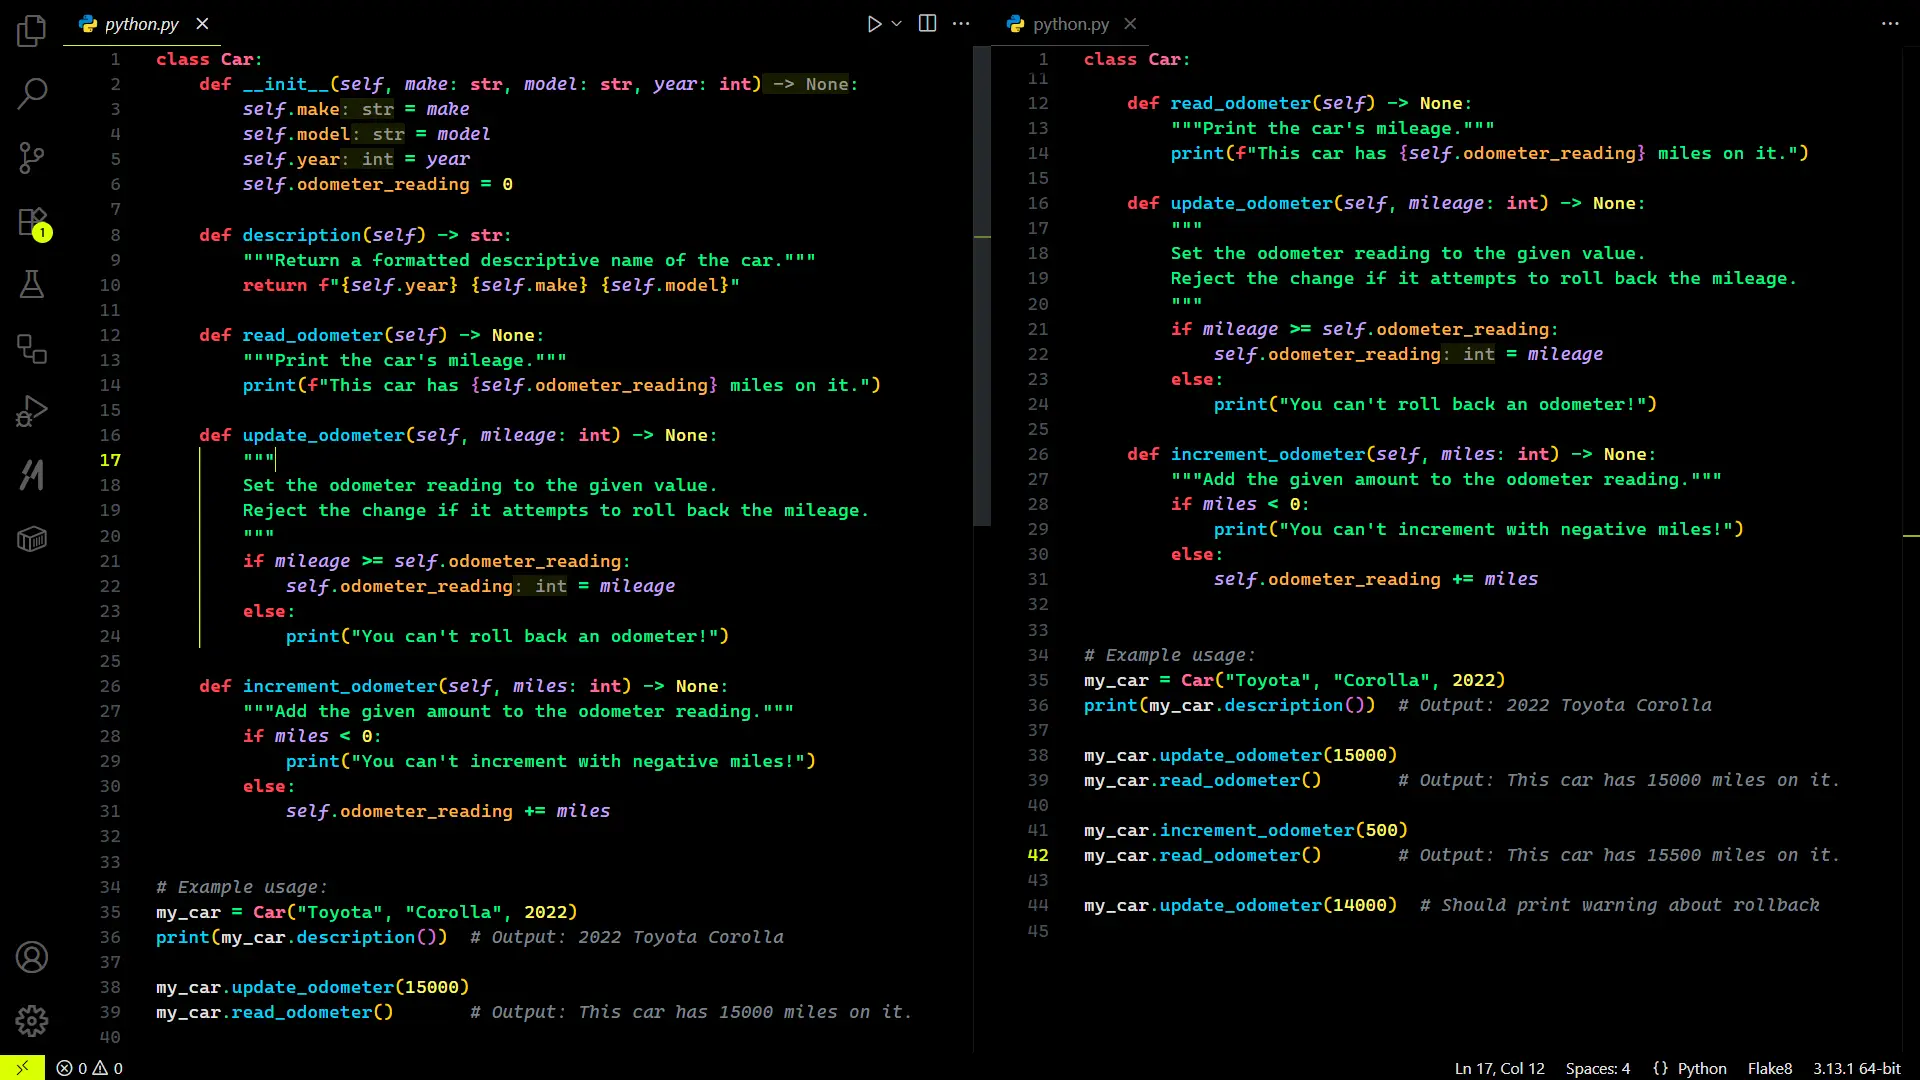 python.py
1 class Car:
2     def __init__(self, make: str, model: str, year: int) -> None:
3         self.make: str = make
4         self.model: str = model
5         self.year: int = year
6         self.odometer_reading = 0
7
8     def description(self) -> str:
9         """Return a formatted descriptive name of the car."""
10         return f"{self.year} {self.make} {self.model}"
11
12     def read_odometer(self) -> None:
13         """Print the car's mileage."""
14         print(f"This car has {self.odometer_reading} miles on it.")
15
16     def update_odometer(self, mileage: int) -> None:
17         """
18         Set the odometer reading to the given value.
19         Reject the change if it attempts to roll back the mileage.
20         """
21         if mileage >= self.odometer_reading:
22             self.odometer_reading: int = mileage
23         else:
24             print("You can't roll back an odometer!")
25
26     def increment_odometer(self, miles: int) -> None:
27         """Add the given amount to the odometer reading."""
28         if miles < 0:
29             print("You can't increment with negative miles!")
30         else:
31             self.odometer_reading += miles
32
33
34 # Example usage:
35 my_car = Car("Toyota", "Corolla", 2022)
36 print(my_car.description())  # Output: 2022 Toyota Corolla
37
38 my_car.update_odometer(15000)
39 my_car.read_odometer()       # Output: This car has 15000 miles on it.
40
python.py
1 class Car:
11
12     def read_odometer(self) -> None:
13         """Print the car's mileage."""
14         print(f"This car has {self.odometer_reading} miles on it.")
15
16     def update_odometer(self, mileage: int) -> None:
17         """
18         Set the odometer reading to the given value.
19         Reject the change if it attempts to roll back the mileage.
20         """
21         if mileage >= self.odometer_reading:
22             self.odometer_reading: int = mileage
23         else:
24             print("You can't roll back an odometer!")
25
26     def increment_odometer(self, miles: int) -> None:
27         """Add the given amount to the odometer reading."""
28         if miles < 0:
29             print("You can't increment with negative miles!")
30         else:
31             self.odometer_reading += miles
32
33
34 # Example usage:
35 my_car = Car("Toyota", "Corolla", 2022)
36 print(my_car.description())  # Output: 2022 Toyota Corolla
37
38 my_car.update_odometer(15000)
39 my_car.read_odometer()       # Output: This car has 15000 miles on it.
40
41 my_car.increment_odometer(500)
42 my_car.read_odometer()       # Output: This car has 15500 miles on it.
43
44 my_car.update_odometer(14000)  # Should print warning about rollback
45
1
0 0
Ln 17, Col 12 Spaces: 4 {} Python Flake8 3.13.1 64-bit